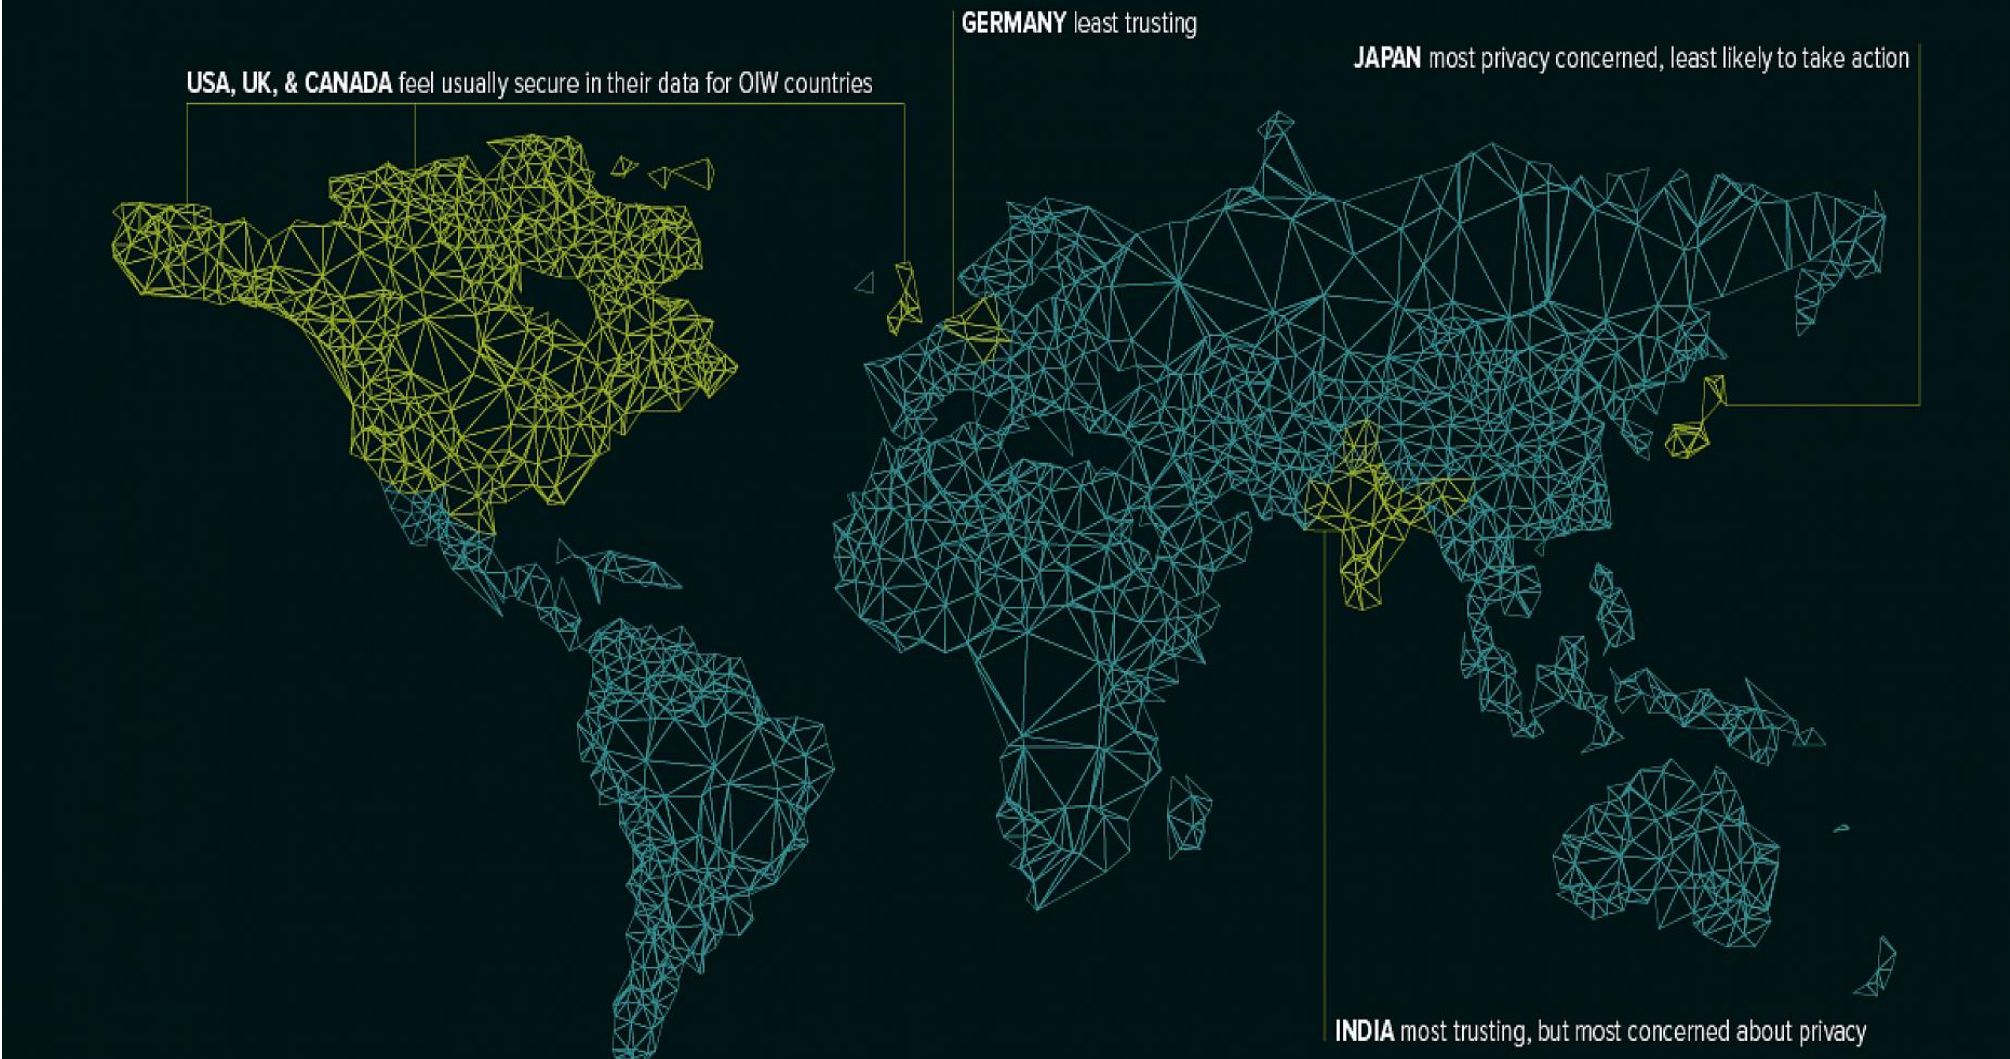 GERMANY least trusting
JAPAN most privacy concerned, least likely to take action
USA, UK, & CANADA feel usually secure in their data for OIW countries
INDIA most trusting, but most concerned about privacy